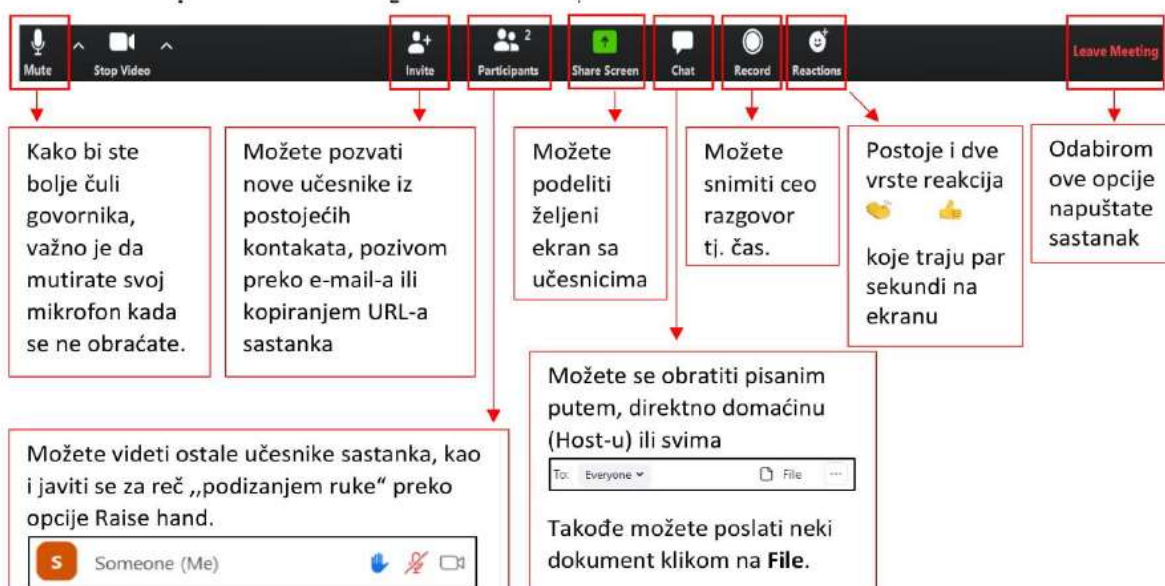 Mute
Stop Video
Invite
Participants
2
Share Screen
Chat
Record
Reactions
Leave Meeting
Kako bi ste
bolje čuli
govornika,
važno je da
mutirate svoj
mikrofon kada
se ne obraćate.
Možete pozvati
nove učesnike iz
postojećih
kontakata, pozivom
preko e-mail-a ili
kopiranjem URL-a
sastanka
Možete
podeliti
željeni
ekran sa
učesnicima
Možete
snimiti ceo
razgovor
tj. čas.
Postoje i dve
vrste reakcija
koje traju par
sekundi na
ekranu
Odabirom
ove opcije
napuštate
sastanak
Možete videti ostale učesnike sastanka, kao
i javiti se za reč ,,podizanjem ruke“ preko
opcije Raise hand.
S
Someone (Me)
Možete se obratiti pisanim
putem, direktno domaćinu
(Host-u) ili svima
To: Everyone File ...
Takođe možete poslati neki
dokument klikom na File.